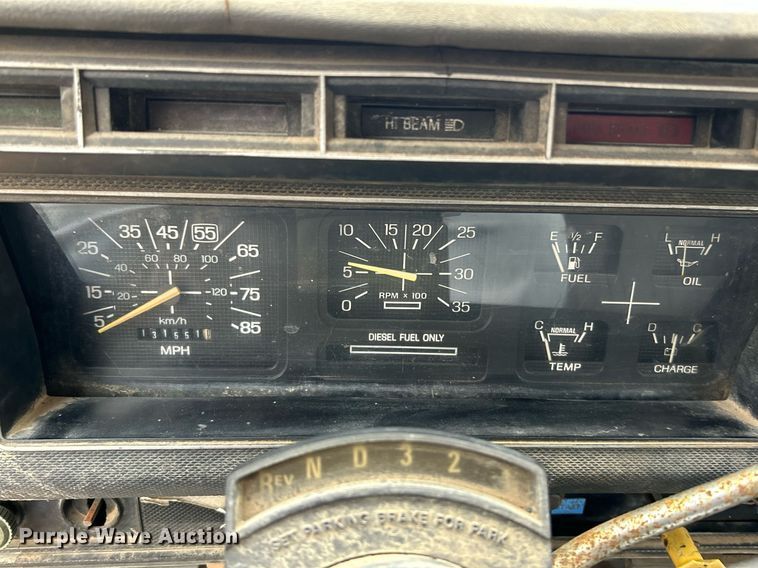 HI BEAM
5 15 25 35 45 55 65 75 85
20 40 60 80 100 120
km/h
MPH
0 5 10 15 20 25 30 35
RPM × 100
DIESEL FUEL ONLY
E ½ F
FUEL
L NORMAL H
OIL
C NORMAL H
TEMP
D C
CHARGE
REV N D 3 2 1
SET PARKING BRAKE FOR PARK
Purple Wave Auction